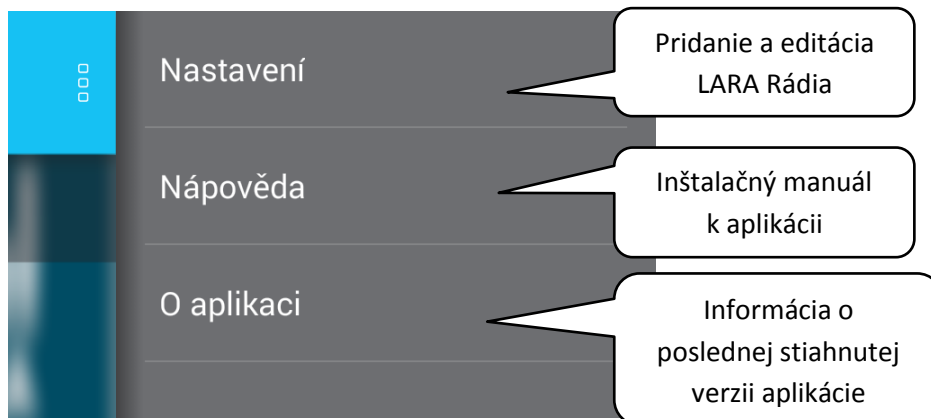 Nastavení
Pridanie a editácia
LARA Rádia
Nápověda
Inštalačný manuál
k aplikácii
O aplikaci
Informácia o
poslednej stiahnutej
verzii aplikácie